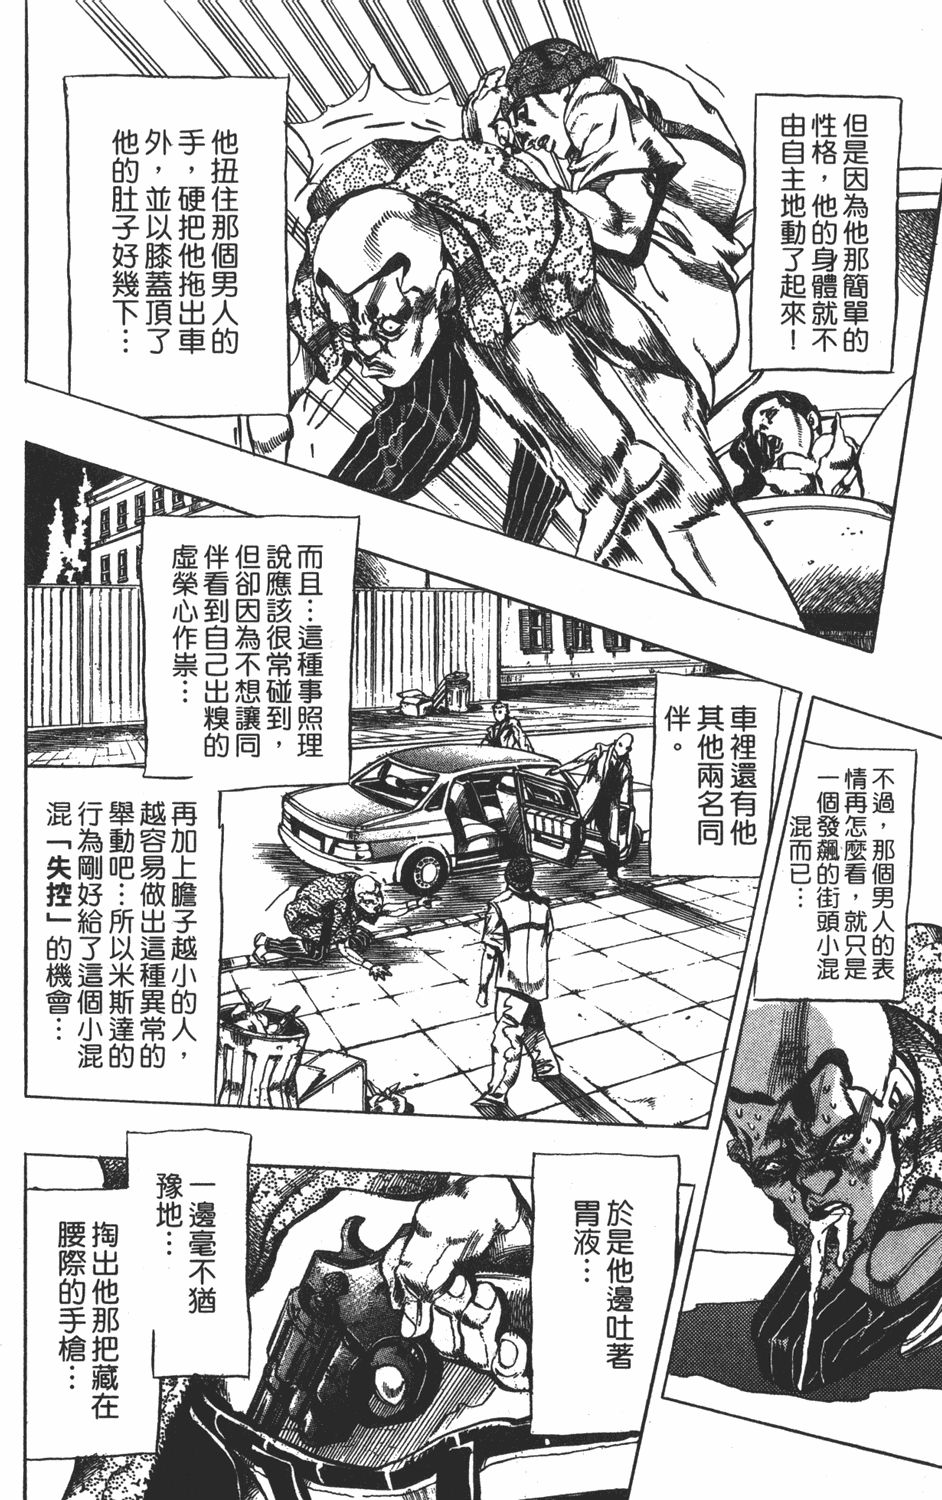 但是因為他那簡單的
性格，他的身體就不
由自主地動了起來！
他扭住那個男人的
手，硬把他拖出車
外，並以膝蓋頂了
他的肚子好幾下…
不過，那個男人的表
情再怎麼看，就只是
一個發飆的街頭小混
混而已…
車裡還有他
其他兩名同
伴。
而且…這種事照理
說應該很常碰到，
但卻因為不想讓同
伴看到自己出糗的
虛榮心作祟…
再加上膽子越小的人，
越容易做出這種異常的
舉動吧…所以米斯達的
行為剛好給了這個小混
混「失控」的機會…
於是他邊吐著
胃液…
一邊毫不猶
豫地…
掏出他那把藏在
腰際的手槍…